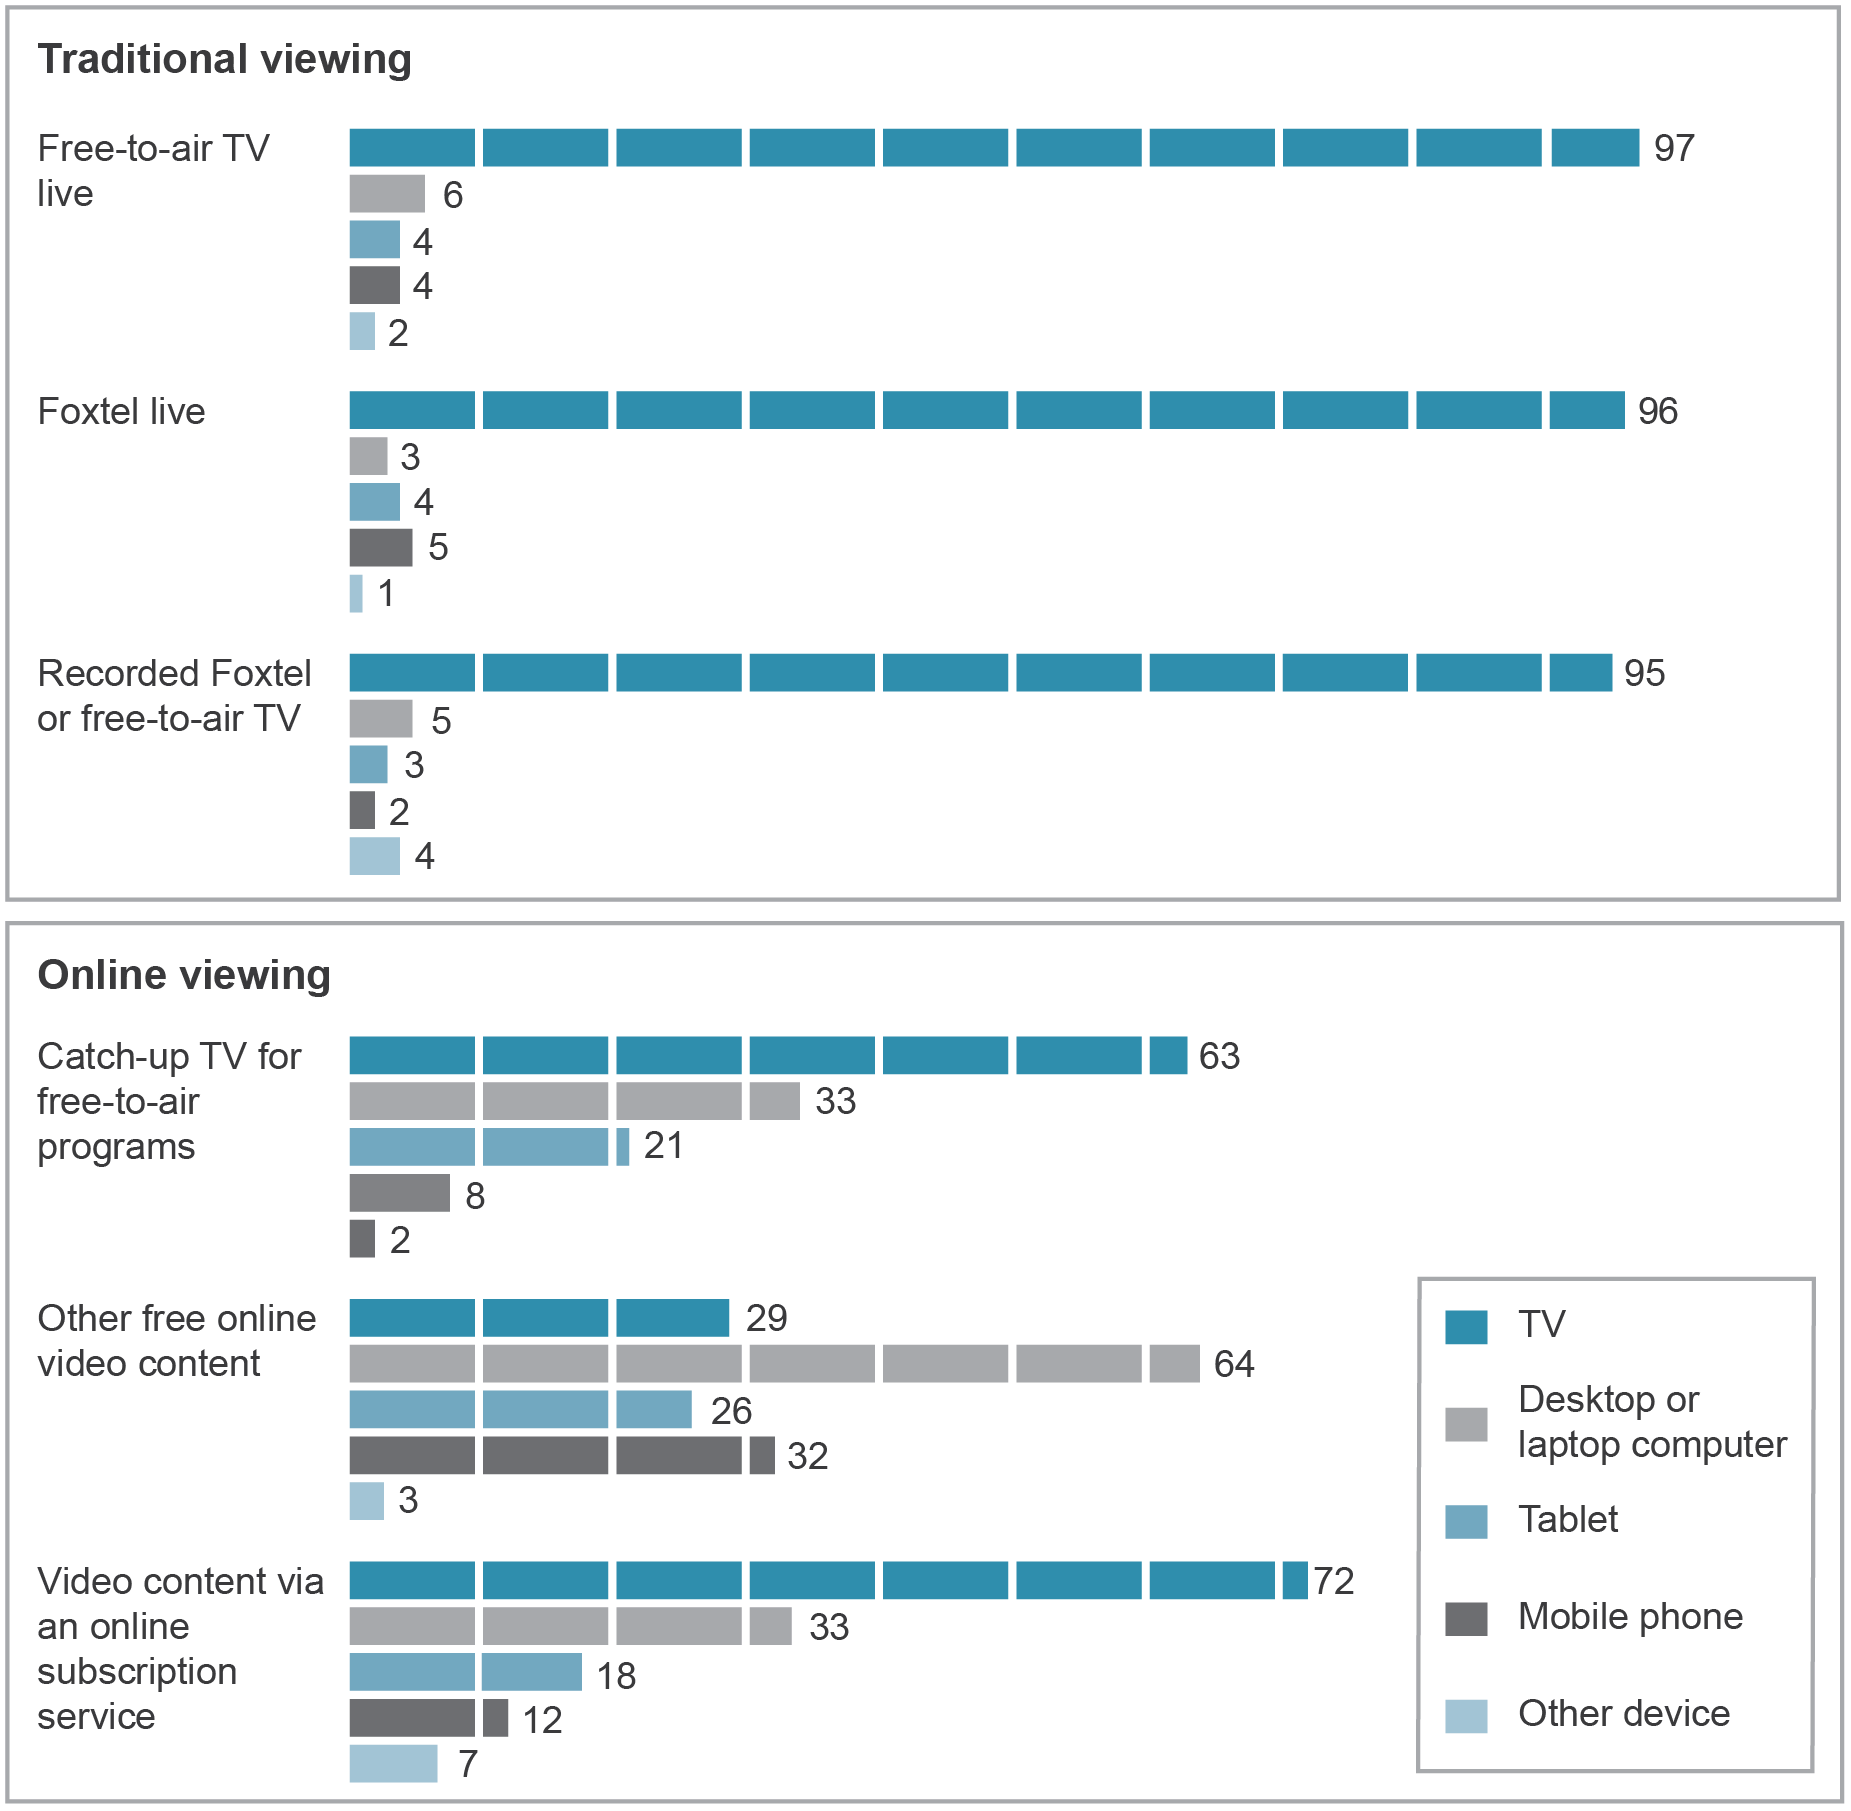 Traditional viewing
Free-to-air TV
live
97
6
4
4
2
Foxtel live
96
3
4
5
1
Recorded Foxtel
or free-to-air TV
95
5
3
2
4
Online viewing
Catch-up TV for
free-to-air
programs
63
33
21
8
2
Other free online
video content
29
64
26
32
3
Video content via
an online
subscription
service
72
33
18
12
7
TV
Desktop or
laptop computer
Tablet
Mobile phone
Other device